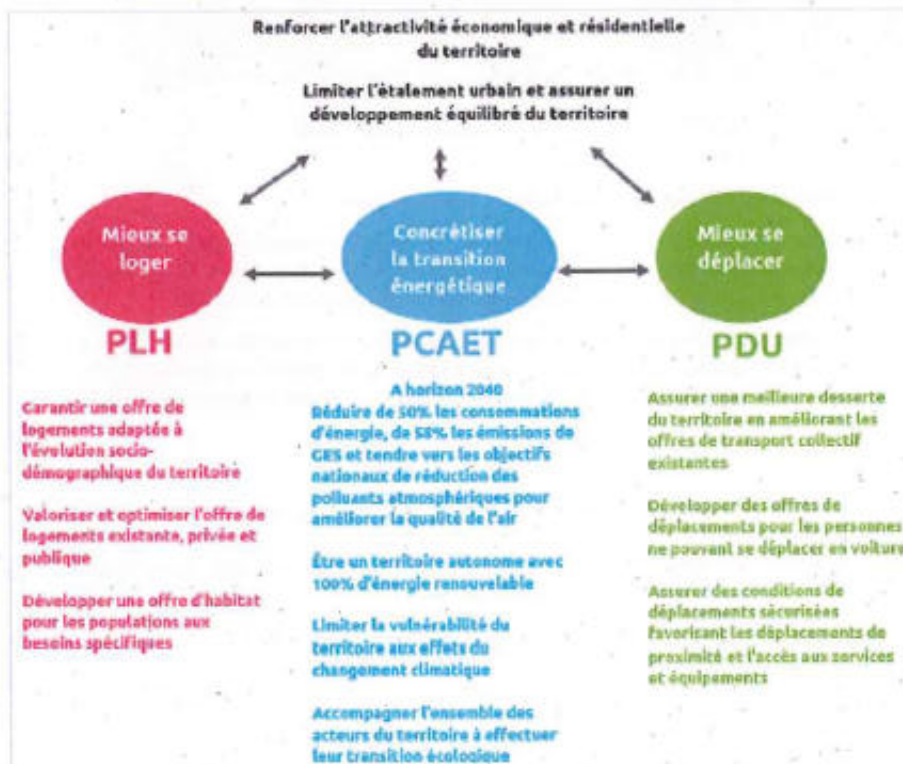 Renforcer l'attractivité économique et résidentielle
du territoire
Limiter l'étalement urbain et assurer un
développement équilibré du territoire
Mieux se
loger
Concrétiser
la transition
énergétique
Mieux se
déplacer
PLH
PCAET
PDU
Garantir une offre de
logements adaptée à
l'évolution socio-
démographique du territoire
Valoriser et optimiser l'offre de
logements existante, privée et
publique
Développer une offre d'habitat
pour les populations aux
besoins spécifiques
A horizon 2040
Réduire de 50% les consommations
d'énergie, de 58% les émissions de
GES et tendre vers les objectifs
nationaux de réduction des
polluants atmosphériques pour
améliorer la qualité de l'air
Être un territoire autonome avec
100% d'énergie renouvelable
Limiter la vulnérabilité du
territoire aux effets du
changement climatique
Accompagner l'ensemble des
acteurs du territoire à effectuer
leur transition écologique
Assurer une meilleure desserte
du territoire en améliorant les
offres de transport collectif
existantes
Développer des offres de
déplacements pour les personnes
ne pouvant se déplacer en voiture
Assurer des conditions de
déplacements sécurisées
favorisant les déplacements de
proximité et l'accès aux services
et équipements